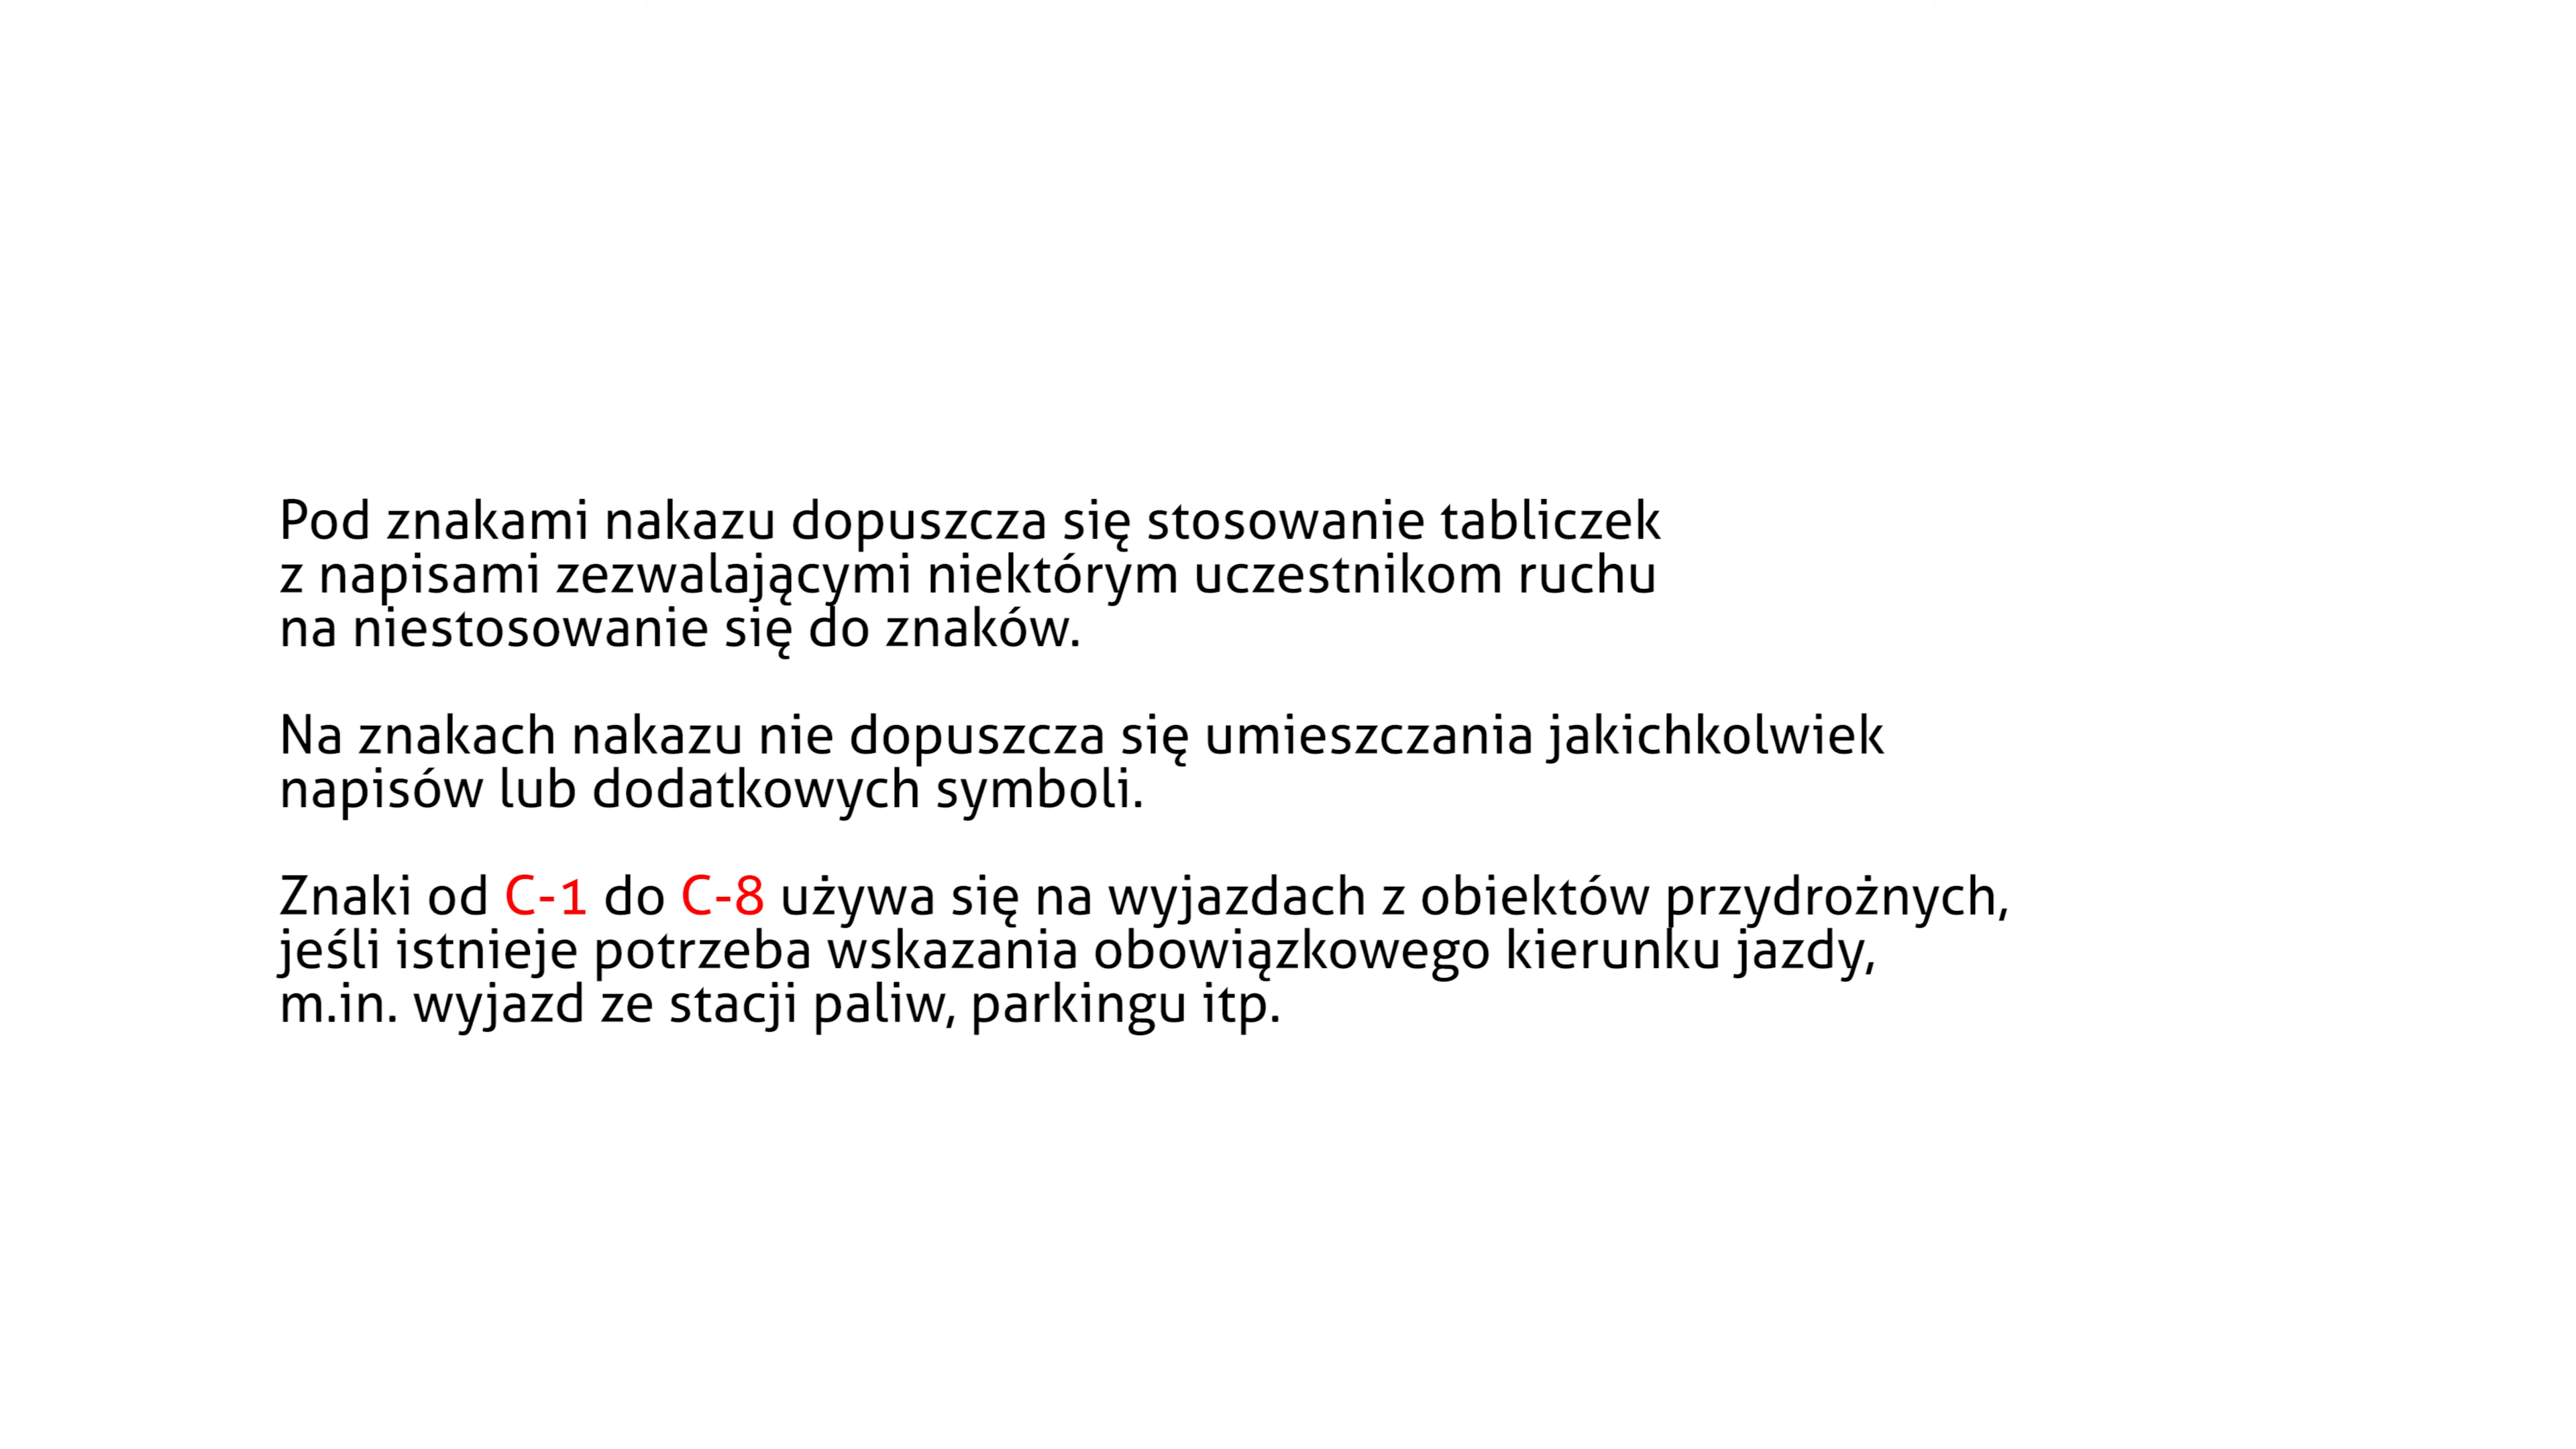 Pod znakami nakazu dopuszcza się stosowanie tabliczek
z napisami zezwalającymi niektórym uczestnikom ruchu
na niestosowanie się do znaków.
Na znakach nakazu nie dopuszcza się umieszczania jakichkolwiek
napisów lub dodatkowych symboli.
Znaki od C-1 do C-8 używa się na wyjazdach z obiektów przydrożnych,
jeśli istnieje potrzeba wskazania obowiązkowego kierunku jazdy,
m.in. wyjazd ze stacji paliw, parkingu itp.